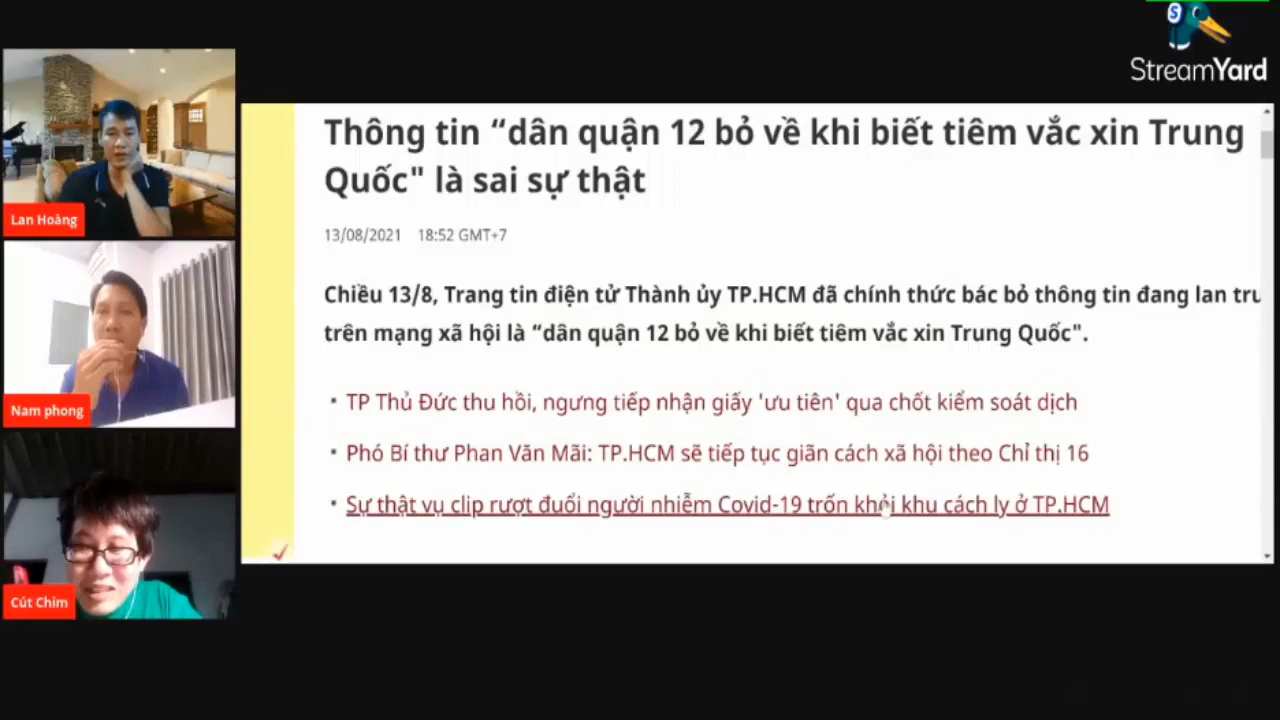 StreamYard
Thông tin “dân quận 12 bỏ về khi biết tiêm vắc xin Trung
Quốc" là sai sự thật
13/08/2021 18:52 GMT+7
Chiều 13/8, Trang tin điện tử Thành ủy TP.HCM đã chính thức bác bỏ thông tin đang lan
trên mạng xã hội là “dân quận 12 bỏ về khi biết tiêm vắc xin Trung Quốc".
• TP Thủ Đức thu hồi, ngưng tiếp nhận giấy 'ưu tiên' qua chốt kiểm soát dịch
• Phó Bí thư Phan Văn Mãi: TP.HCM sẽ tiếp tục giãn cách xã hội theo Chỉ thị 16
• Sự thật vụ clip rượt đuổi người nhiễm Covid-19 trốn khỏi khu cách ly ở TP.HCM
Lan Hoàng
Nam phong
Cút Chim